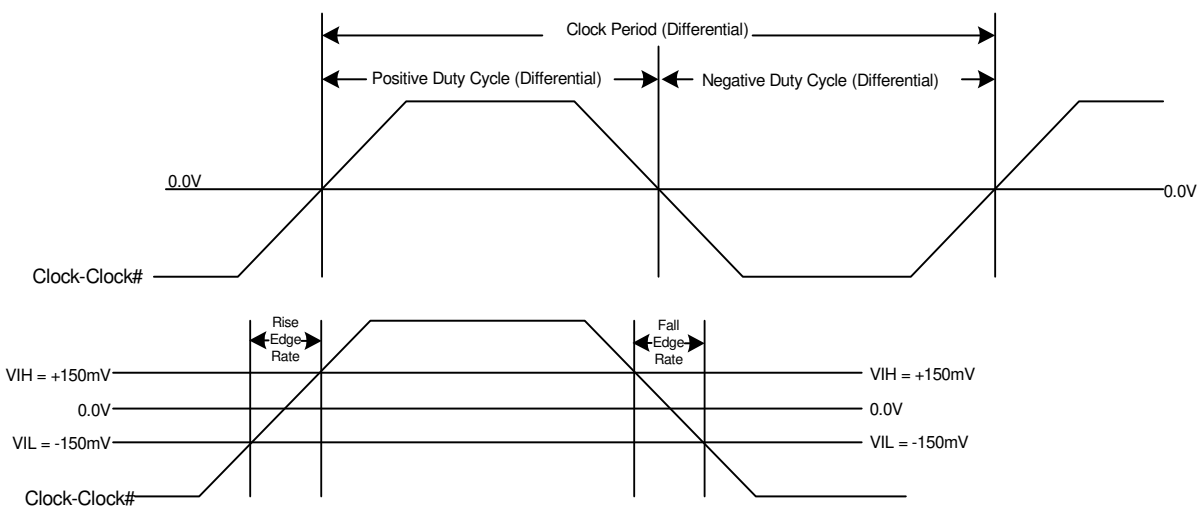 Clock Period (Differential)
Positive Duty Cycle (Differential)
Negative Duty Cycle (Differential)
0.0V
0.0V
Clock-Clock#
Rise
Edge
Rate
Fall
Edge
Rate
VIH = +150mV
VIH = +150mV
0.0V
0.0V
VIL = -150mV
VIL = -150mV
Clock-Clock#